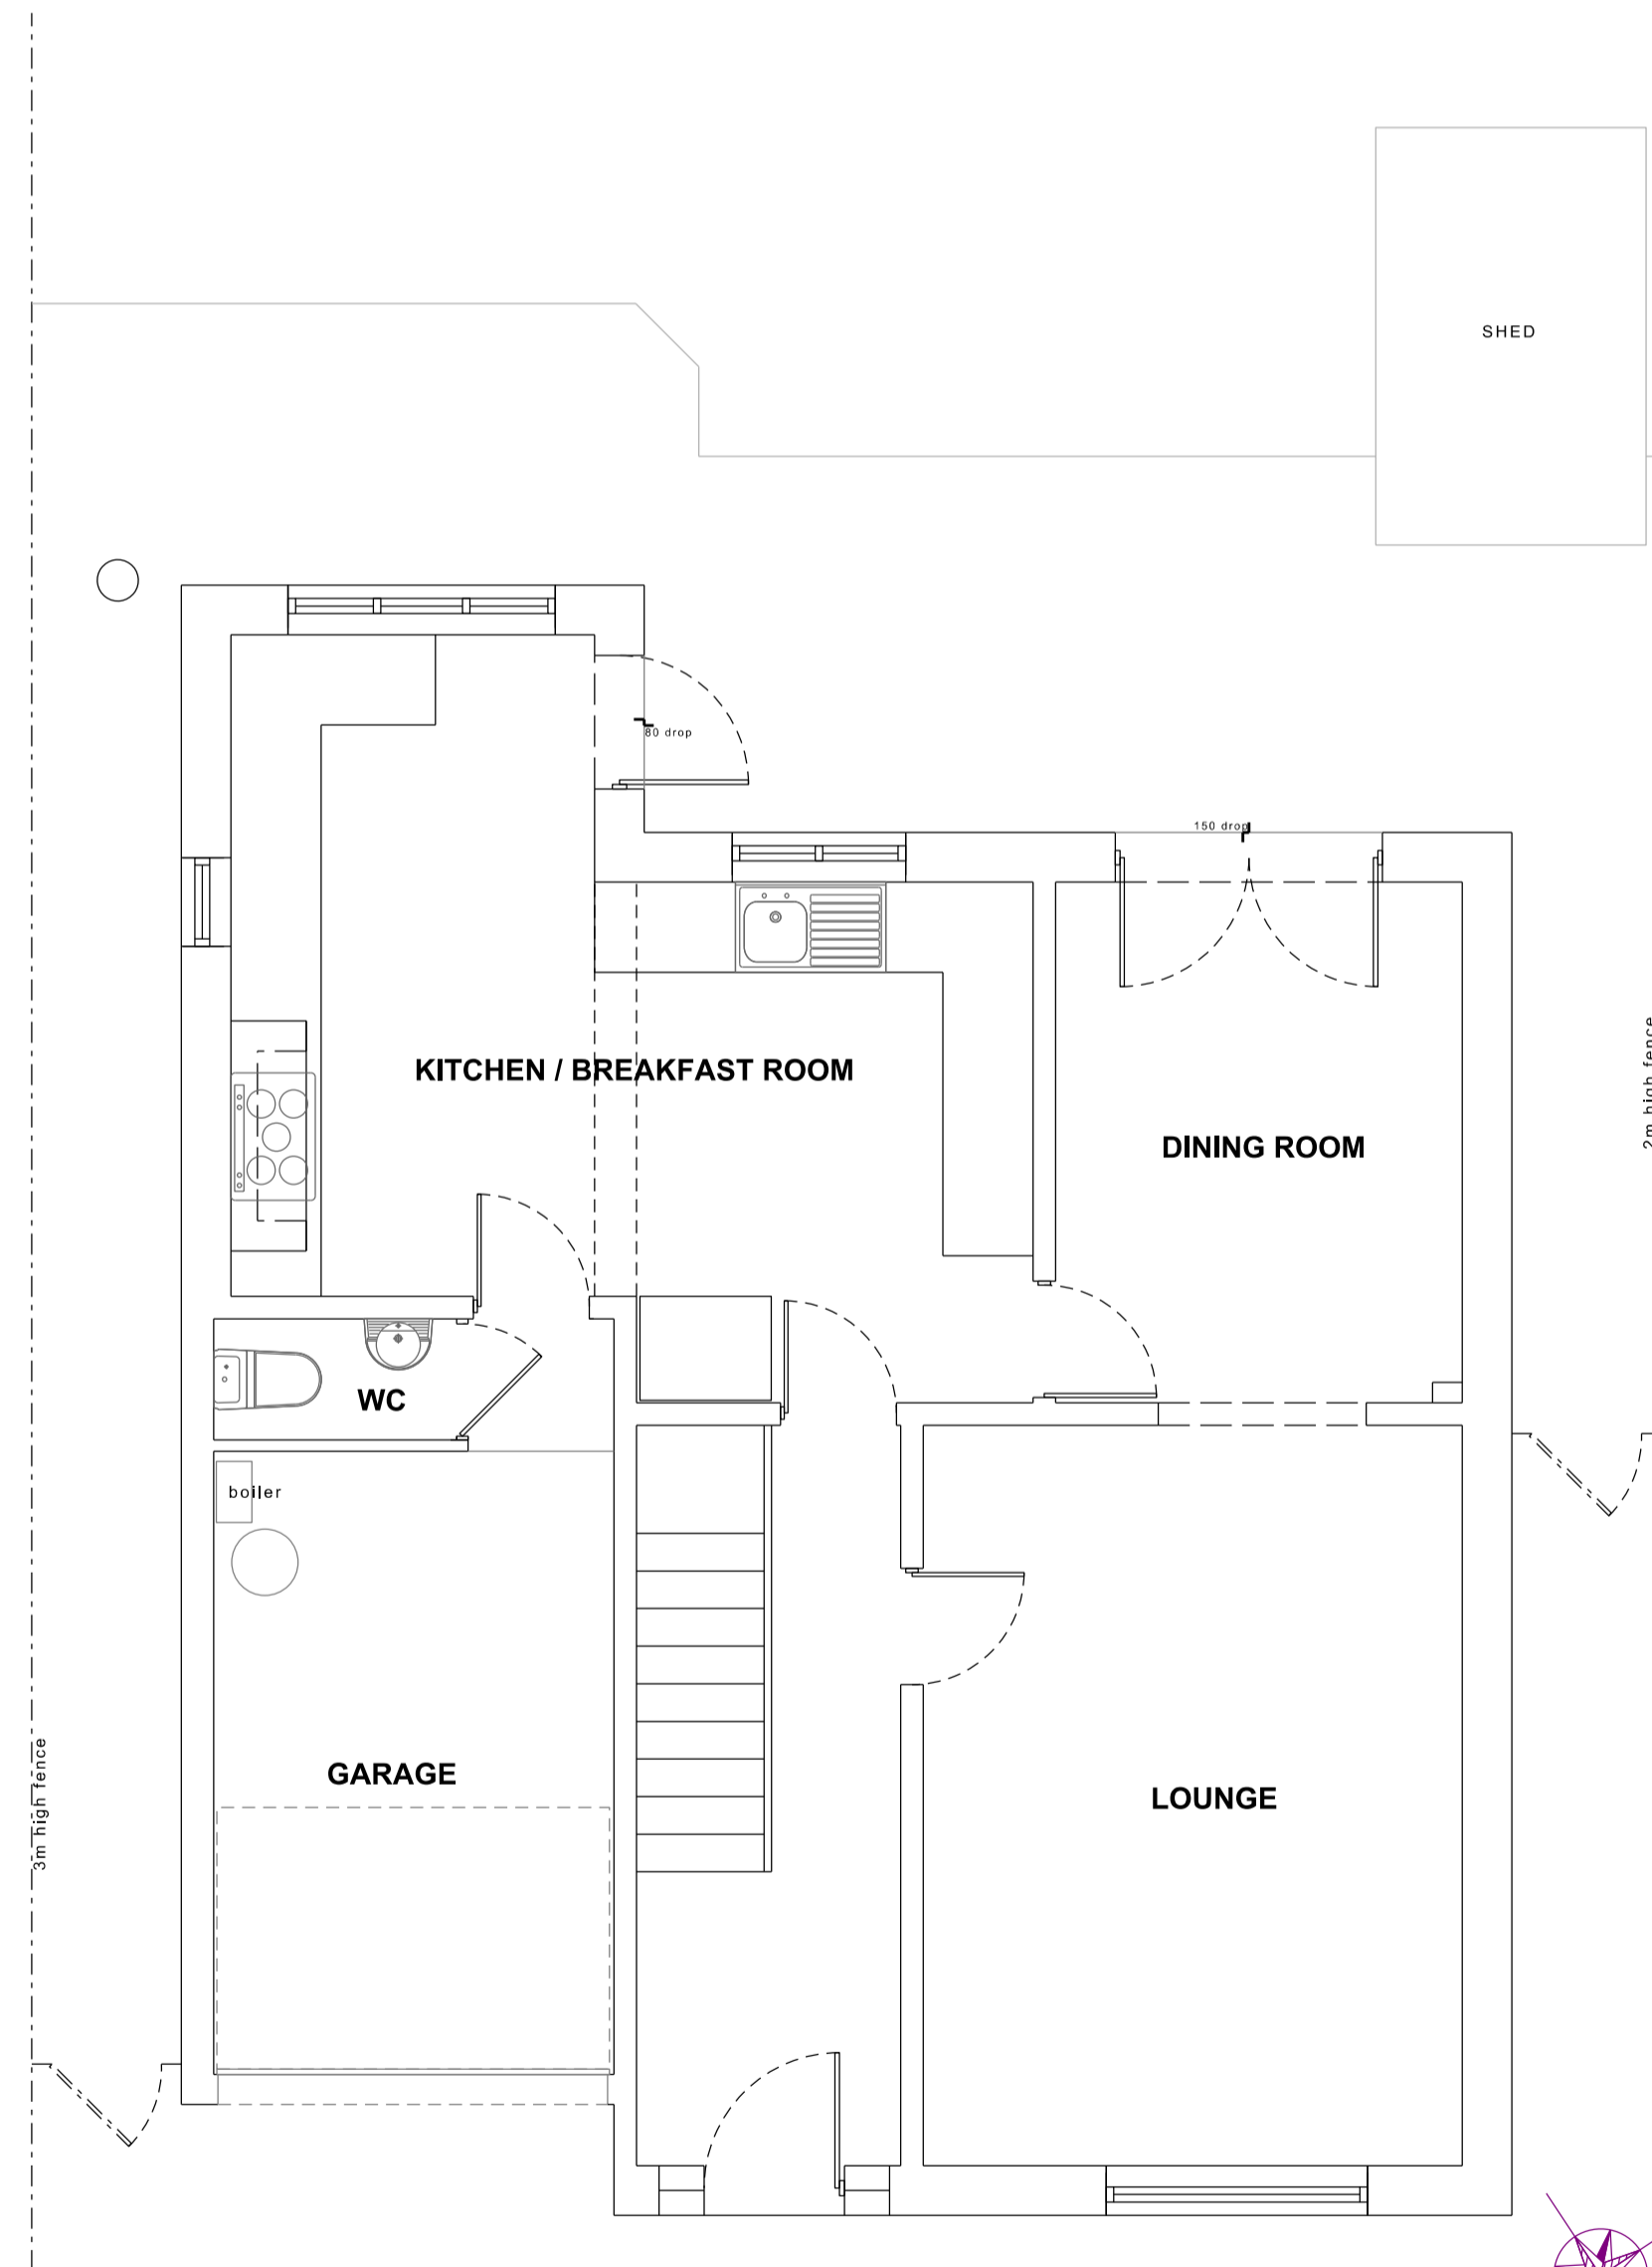 SHED
80 drop
150 drop
KITCHEN / BREAKFAST ROOM
2m high fence
DINING ROOM
WC
boiler
GARAGE
3m high fence
LOUNGE